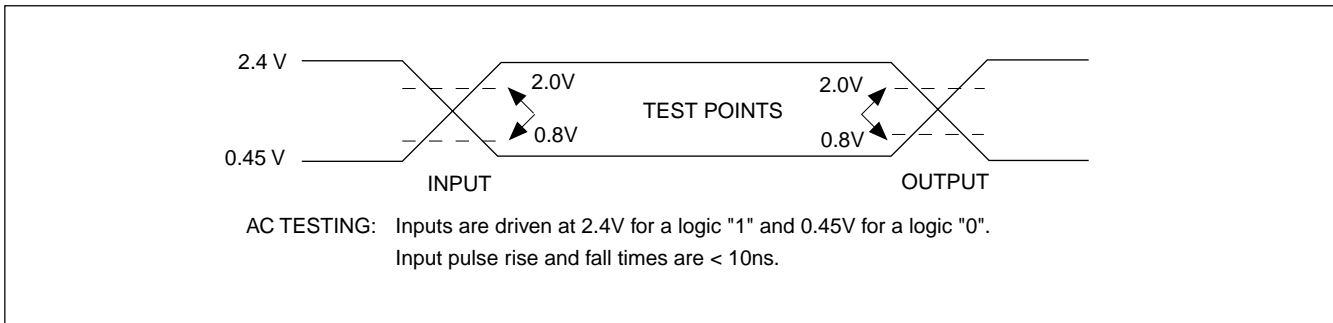 2.4 V
2.0V
2.0V
TEST POINTS
0.8V
0.8V
0.45 V
INPUT
OUTPUT
AC TESTING: Inputs are driven at 2.4V for a logic "1" and 0.45V for a logic "0".
Input pulse rise and fall times are < 10ns.